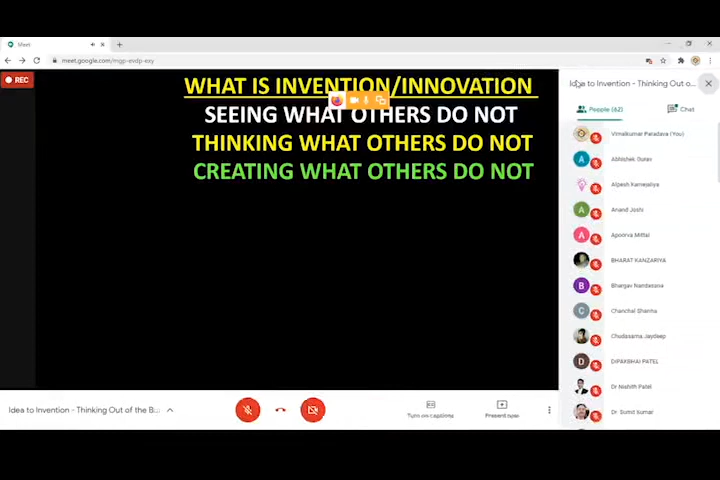 Meet
meet.google.com/mgp-evdp-exy
REC
WHAT IS INVENTION/INNOVATION
SEEING WHAT OTHERS DO NOT
THINKING WHAT OTHERS DO NOT
CREATING WHAT OTHERS DO NOT
Idea to Invention - Thinking Out o...
People (62)
Chat
Vimalkumar Paradava (You)
Abhishek Gurav
Alpesh Kamejaliya
A Anand Joshi
A Apoorva Mittal
BHARAT KANZARIYA
B Bhargav Nandasana
C Chanchal Sharma
Chudasama Jaydeep
D DIPAKBHAI PATEL
Dr Nishith Patel
Dr. Sumit Kumar
Idea to Invention - Thinking Out of the B...
Turn on captions
Present now